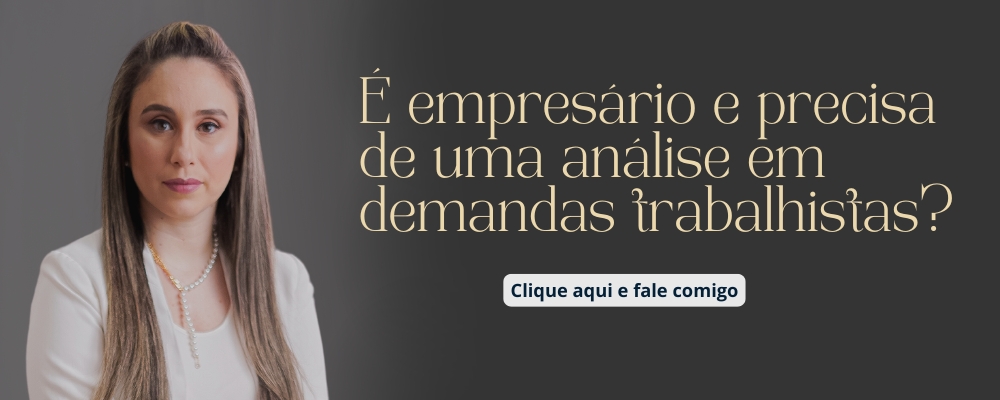 É empresário e precisa
de uma análise em
demandas trabalhistas?
Clique aqui e fale comigo